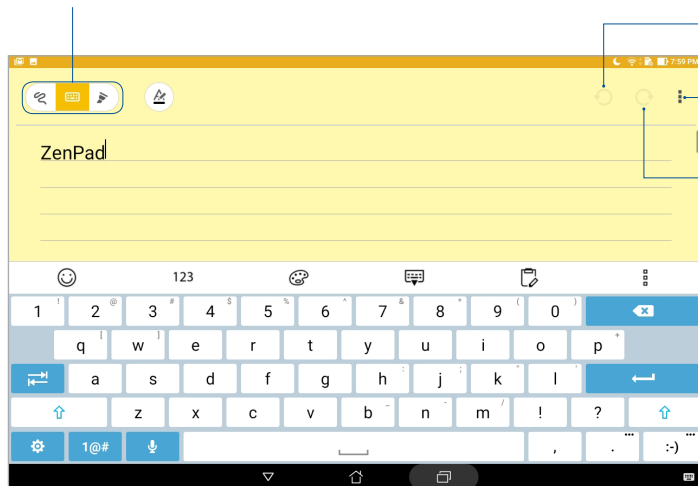 7:59 PM
ZenPad
123
1 ! 2 @ 3 # 4 $ 5 % 6 ^ 7 & 8 * 9 ( 0 )
q [ w ] e r t y u i o p +
a s d f g h : j ; k " l '
z x c v b _ n - m / ! ?
1@# , . ... :-) ...